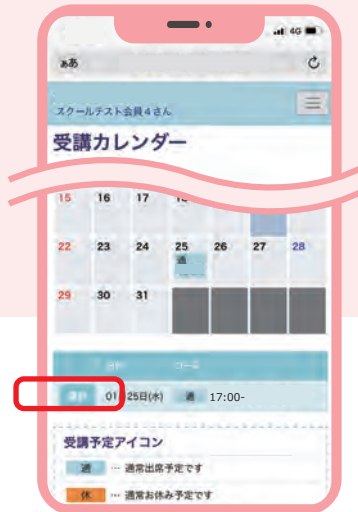 4G
ぁあ
スクールテスト会員4さん
受講カレンダー
15 16 17 18
22 23 24 25 26 27 28
通
29 30 31
01 25日(水) 通 17:00-
受講予定アイコン
通 … 通常出席予定です
休 … 通常お休み予定です